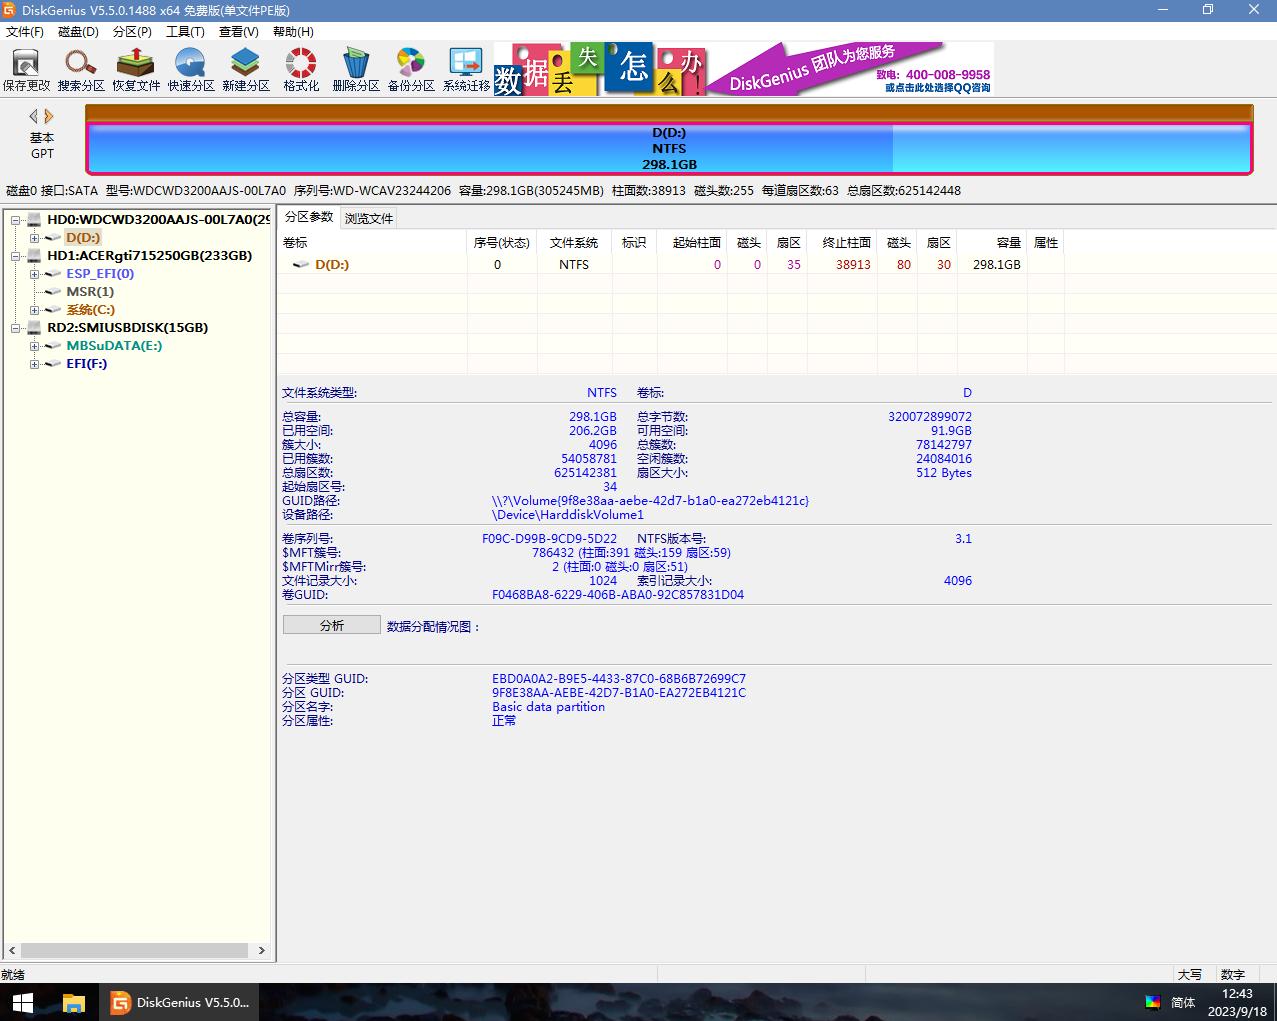 DiskGenius V5.5.0.1488 x64 免费版(单文件PE版)
文件(F) 磁盘(D) 分区(P) 工具(T) 查看(V) 帮助(H)
保存更改 搜索分区 恢复文件 快速分区 新建分区 格式化 删除分区 备份分区 系统迁移
数据丢失怎么办!
DiskGenius 团队为您服务
致电: 400-008-9958
或点击此处选择QQ咨询
基本
GPT
D(D:)
NTFS
298.1GB
磁盘0 接口:SATA 型号:WDCWD3200AAJS-00L7A0 序列号:WD-WCAV23244206 容量:298.1GB(305245MB) 柱面数:38913 磁头数:255 每道扇区数:63 总扇区数:625142448
HD0:WDCWD3200AAJS-00L7A0(29
D(D:)
HD1:ACERgti715250GB(233GB)
ESP_EFI(0)
MSR(1)
系统(C:)
RD2:SMIUSBDISK(15GB)
MBSuDATA(E:)
EFI(F:)
分区参数 浏览文件
卷标 序号(状态) 文件系统 标识 起始柱面 磁头 扇区 终止柱面 磁头 扇区 容量 属性
D(D:) 0 NTFS 0 0 35 38913 80 30 298.1GB
文件系统类型: NTFS 卷标: D
总容量: 298.1GB 总字节数: 320072899072
已用空间: 206.2GB 可用空间: 91.9GB
簇大小: 4096 总簇数: 78142797
已用簇数: 54058781 空闲簇数: 24084016
总扇区数: 625142381 扇区大小: 512 Bytes
起始扇区号: 34
GUID路径: \\?\Volume{9f8e38aa-aebe-42d7-b1a0-ea272eb4121c}
设备路径: \Device\HarddiskVolume1
卷序列号: F09C-D99B-9CD9-5D22 NTFS版本号: 3.1
$MFT簇号: 786432 (柱面:391 磁头:159 扇区:59)
$MFTMirr簇号: 2 (柱面:0 磁头:0 扇区:51)
文件记录大小: 1024 索引记录大小: 4096
卷GUID: F0468BA8-6229-406B-ABA0-92C857831D04
分析 数据分配情况图：
分区类型 GUID: EBD0A0A2-B9E5-4433-87C0-68B6B72699C7
分区 GUID: 9F8E38AA-AEBE-42D7-B1A0-EA272EB4121C
分区名字: Basic data partition
分区属性: 正常
就绪 大写 数字
DiskGenius V5.5.0... 简体 12:43
2023/9/18